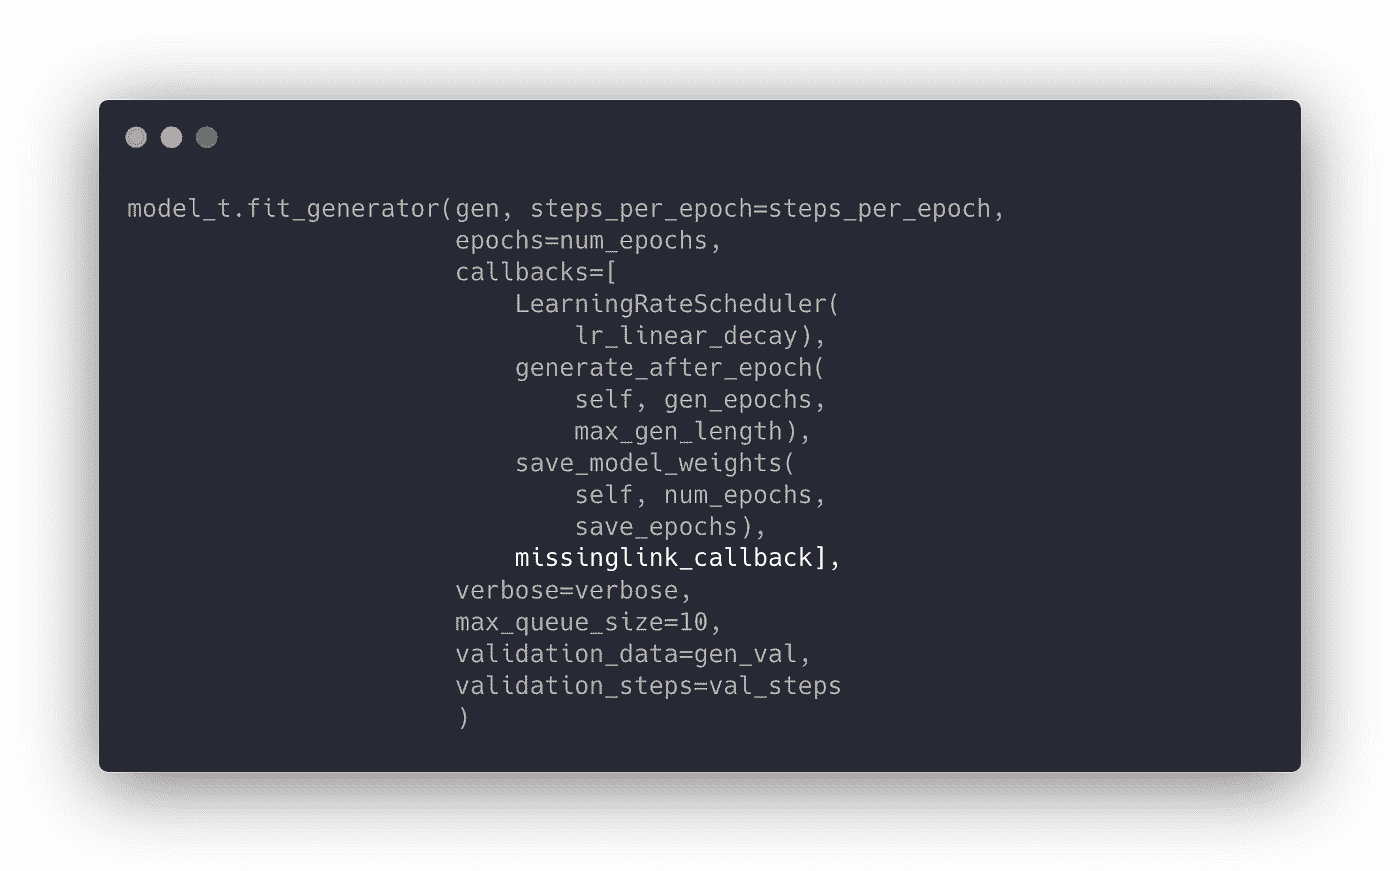 model_t.fit_generator(gen, steps_per_epoch=steps_per_epoch,
epochs=num_epochs,
callbacks=[
LearningRateScheduler(
lr_linear_decay),
generate_after_epoch(
self, gen_epochs,
max_gen_length),
save_model_weights(
self, num_epochs,
save_epochs),
missinglink_callback],
verbose=verbose,
max_queue_size=10,
validation_data=gen_val,
validation_steps=val_steps
)